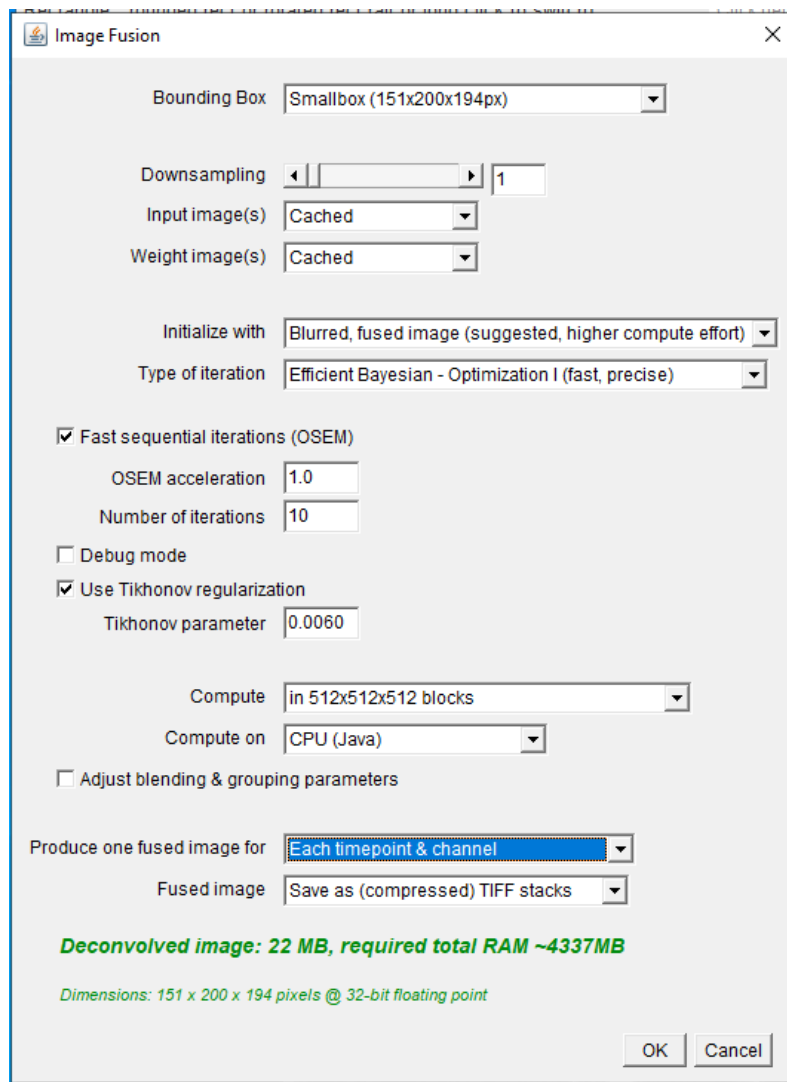 Image Fusion
Bounding Box Smallbox (151x200x194px)
Downsampling 1
Input image(s) Cached
Weight image(s) Cached
Initialize with Blurred, fused image (suggested, higher compute effort)
Type of iteration Efficient Bayesian - Optimization I (fast, precise)
Fast sequential iterations (OSEM)
OSEM acceleration 1.0
Number of iterations 10
Debug mode
Use Tikhonov regularization
Tikhonov parameter 0.0060
Compute in 512x512x512 blocks
Compute on CPU (Java)
Adjust blending & grouping parameters
Produce one fused image for Each timepoint & channel
Fused image Save as (compressed) TIFF stacks
Deconvolved image: 22 MB, required total RAM ~4337MB
Dimensions: 151 x 200 x 194 pixels @ 32-bit floating point
OK Cancel